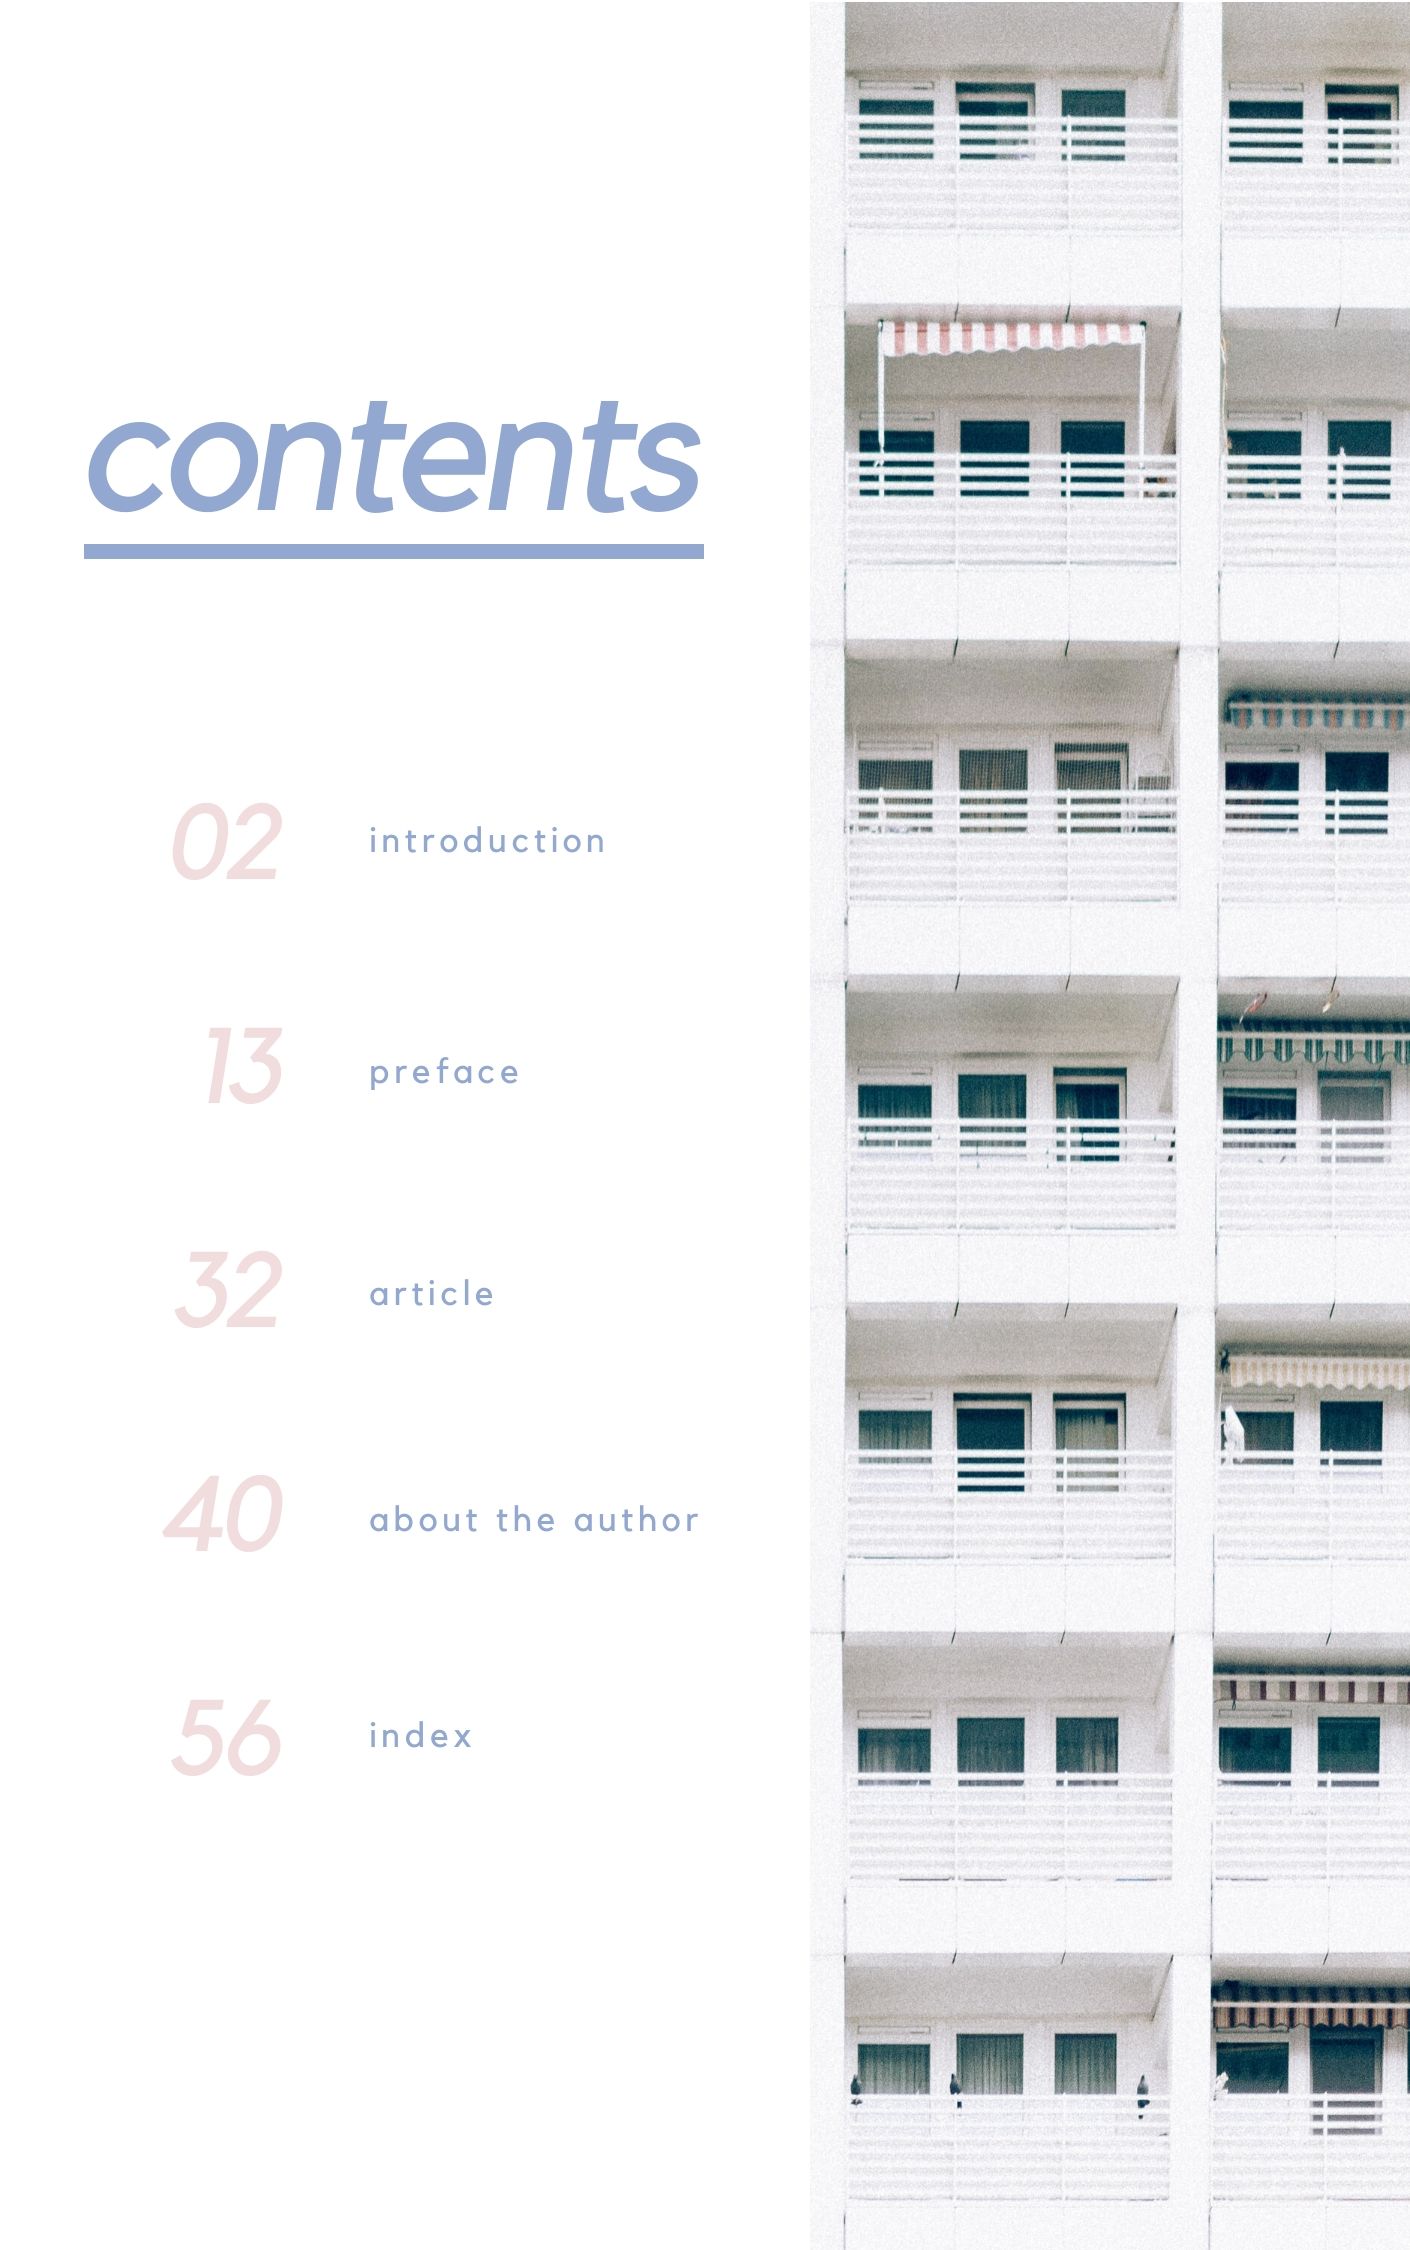 contents
02 introduction
13 preface
32 article
40 about the author
56 index